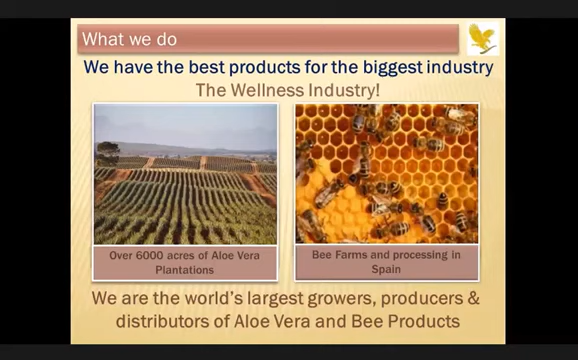 What we do
We have the best products for the biggest industry
The Wellness Industry!
Over 6000 acres of Aloe Vera
Plantations
Bee Farms and processing in
Spain
We are the world's largest growers, producers &
distributors of Aloe Vera and Bee Products